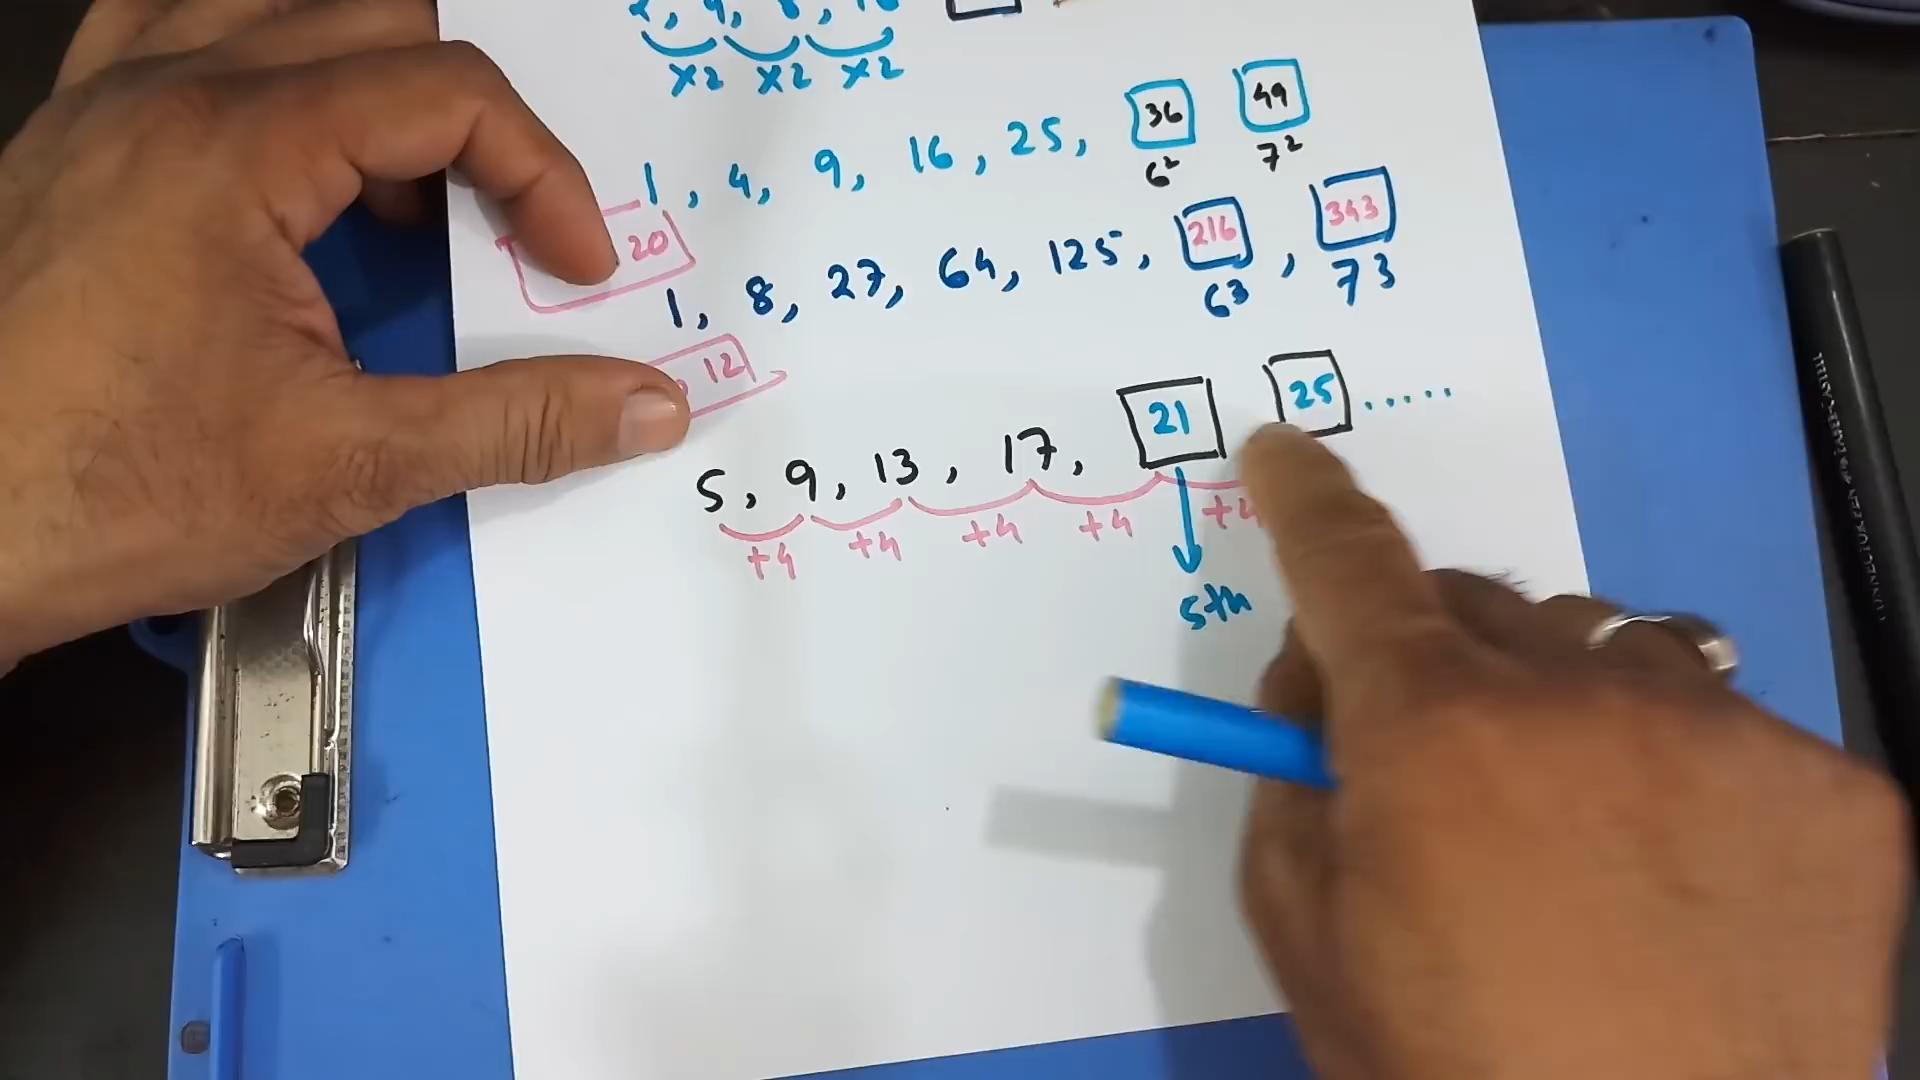 ×2 ×2 ×2
1, 4, 9, 16, 25, 36 49
6² 7²
20
1, 8, 27, 64, 125, 216, 343
6³ 7³
12
5, 9, 13, 17, 21 25 .....
+4 +4 +4 +4 +4
5th